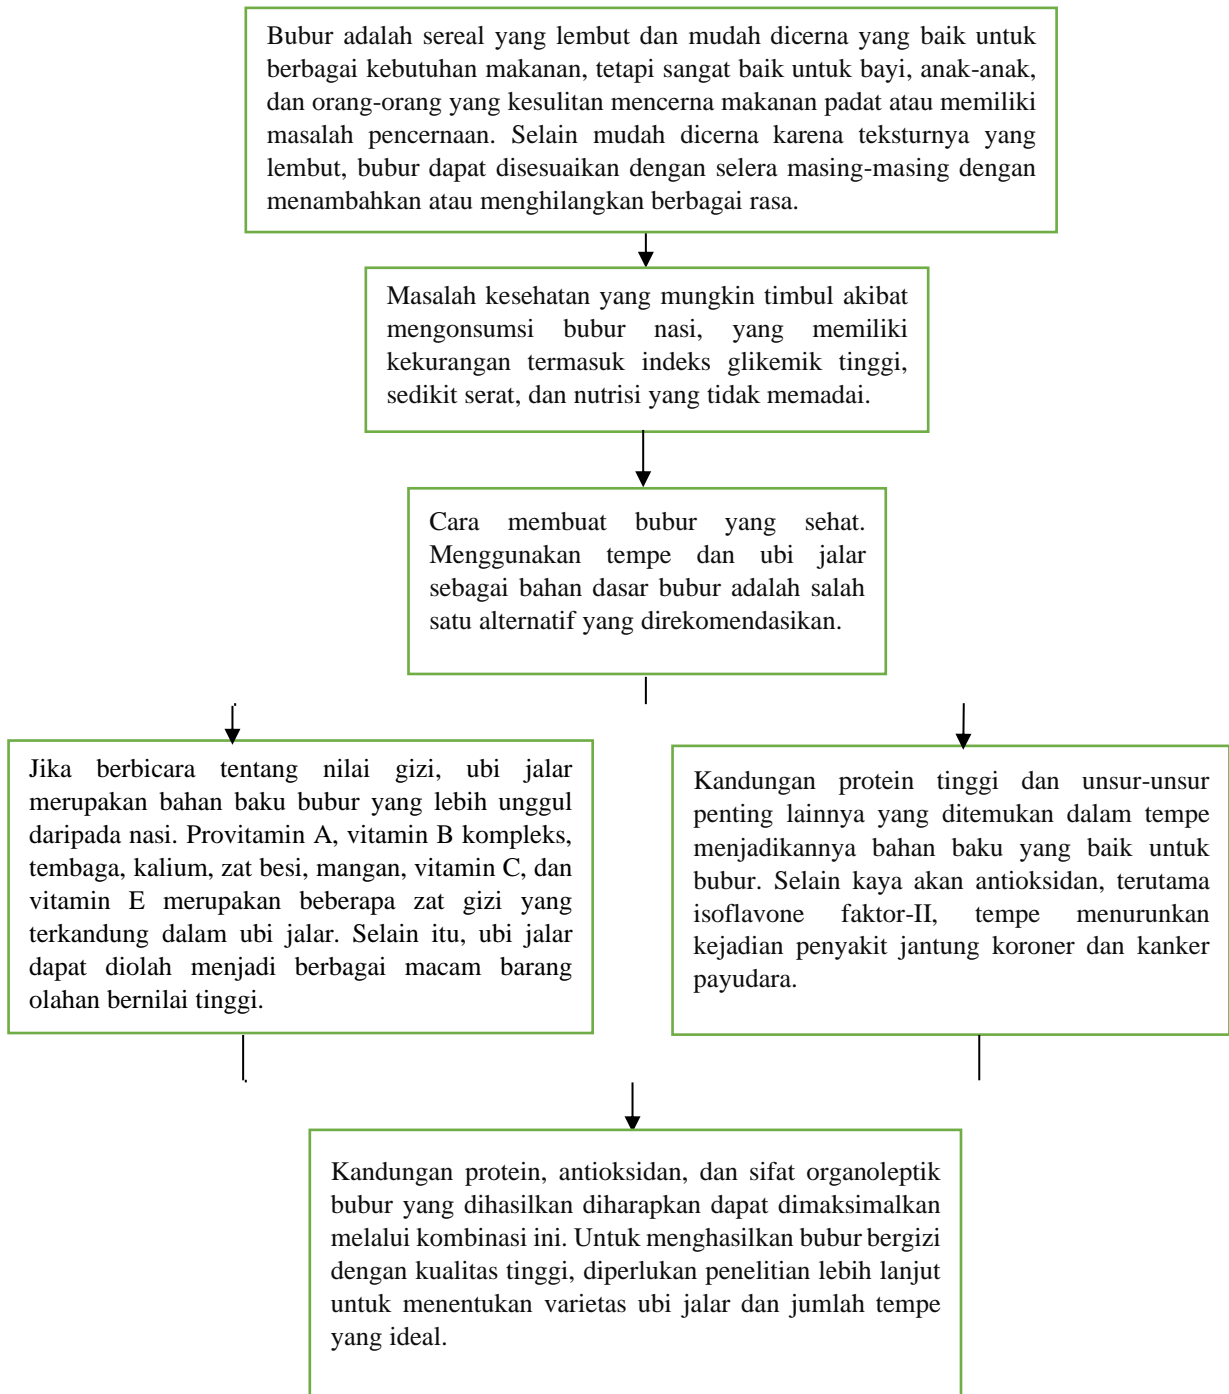 Bubur adalah sereal yang lembut dan mudah dicerna yang baik untuk
berbagai kebutuhan makanan, tetapi sangat baik untuk bayi, anak-anak,
dan orang-orang yang kesulitan mencerna makanan padat atau memiliki
masalah pencernaan. Selain mudah dicerna karena teksturnya yang
lembut, bubur dapat disesuaikan dengan selera masing-masing dengan
menambahkan atau menghilangkan berbagai rasa.
Masalah kesehatan yang mungkin timbul akibat
mengonsumsi bubur nasi, yang memiliki
kekurangan termasuk indeks glikemik tinggi,
sedikit serat, dan nutrisi yang tidak memadai.
Cara membuat bubur yang sehat.
Menggunakan tempe dan ubi jalar
sebagai bahan dasar bubur adalah salah
satu alternatif yang direkomendasikan.
Jika berbicara tentang nilai gizi, ubi jalar
merupakan bahan baku bubur yang lebih unggul
daripada nasi. Provitamin A, vitamin B kompleks,
tembaga, kalium, zat besi, mangan, vitamin C, dan
vitamin E merupakan beberapa zat gizi yang
terkandung dalam ubi jalar. Selain itu, ubi jalar
dapat diolah menjadi berbagai macam barang
olahan bernilai tinggi.
Kandungan protein tinggi dan unsur-unsur
penting lainnya yang ditemukan dalam tempe
menjadikannya bahan baku yang baik untuk
bubur. Selain kaya akan antioksidan, terutama
isoflavone faktor-II, tempe menurunkan
kejadian penyakit jantung koroner dan kanker
payudara.
Kandungan protein, antioksidan, dan sifat organoleptik
bubur yang dihasilkan diharapkan dapat dimaksimalkan
melalui kombinasi ini. Untuk menghasilkan bubur bergizi
dengan kualitas tinggi, diperlukan penelitian lebih lanjut
untuk menentukan varietas ubi jalar dan jumlah tempe
yang ideal.